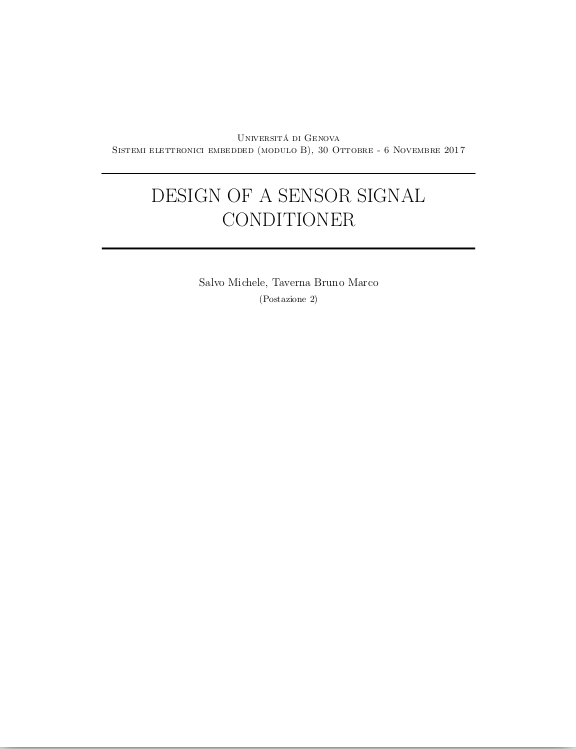 Universitá di Genova
Sistemi elettronici embedded (modulo B), 30 Ottobre - 6 Novembre 2017
DESIGN OF A SENSOR SIGNAL
CONDITIONER
Salvo Michele, Taverna Bruno Marco
(Postazione 2)